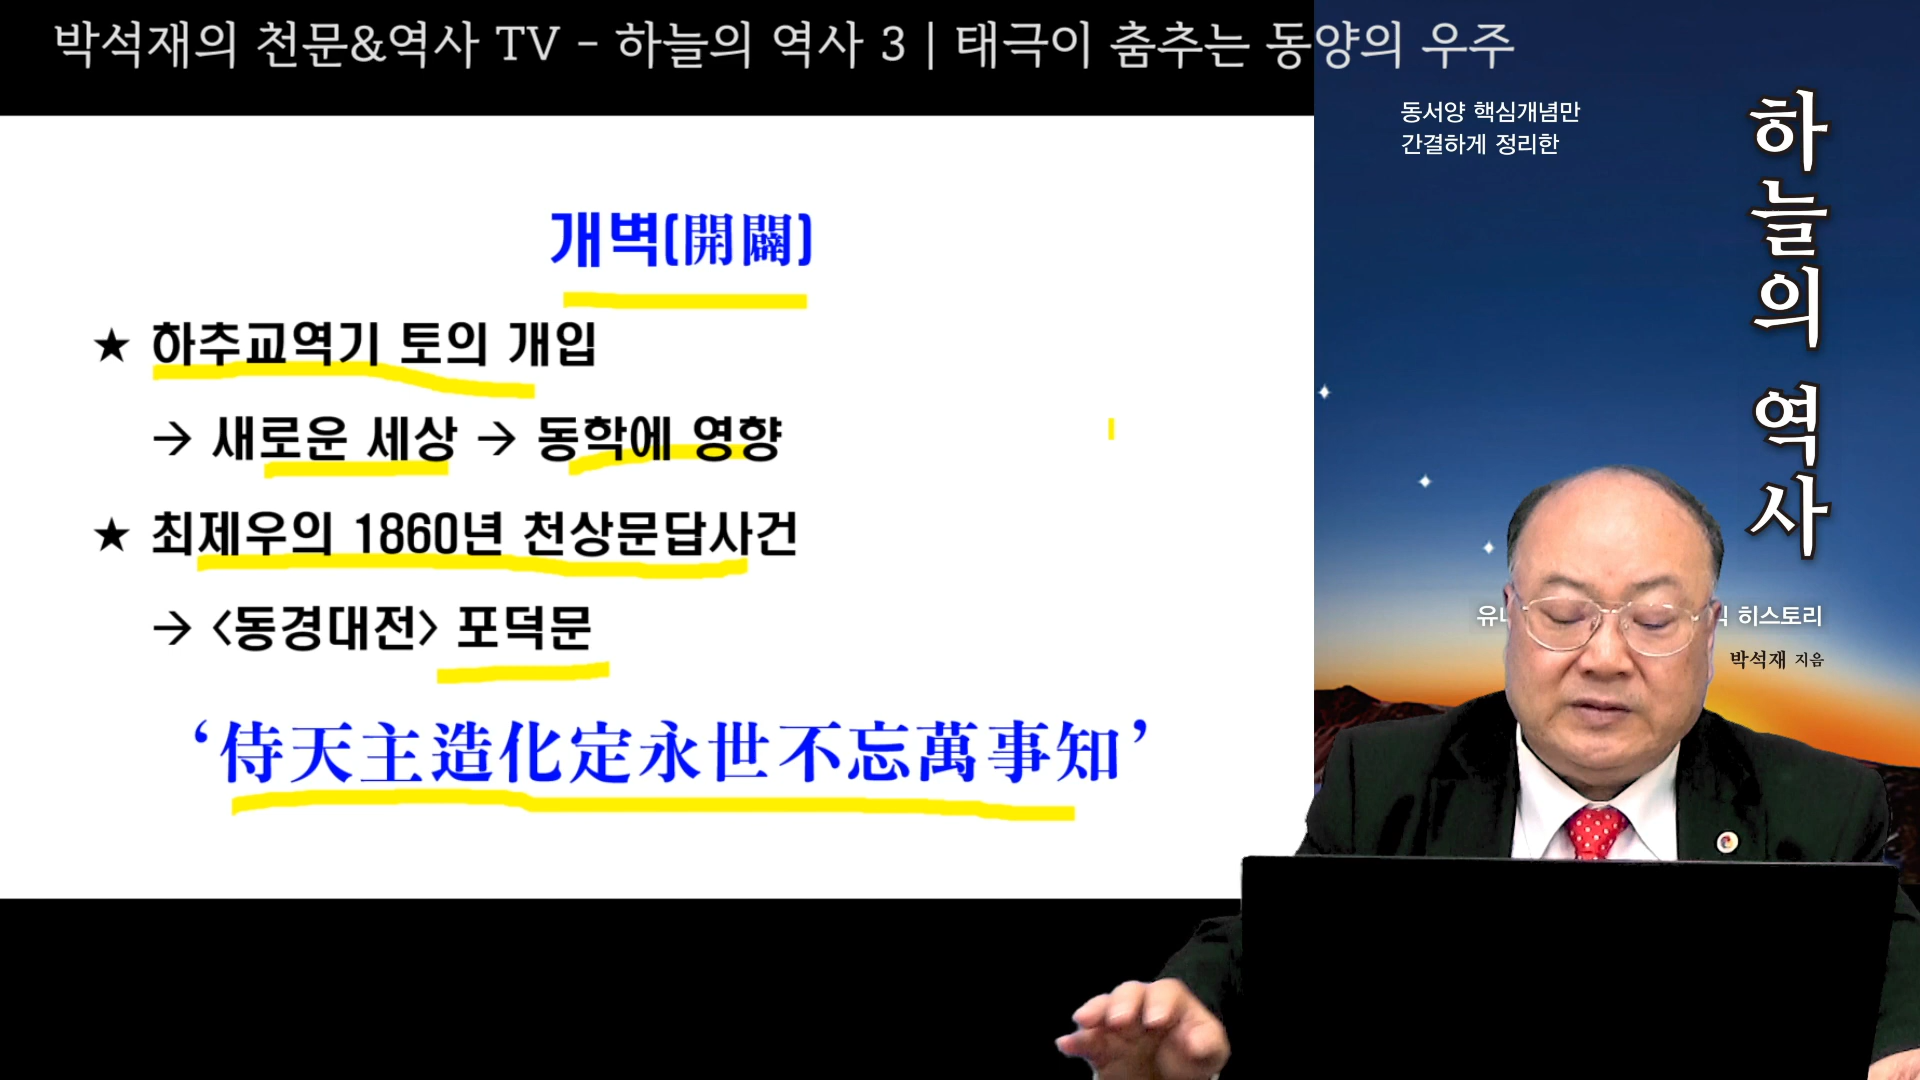 박석재의 천문&역사 TV - 하늘의 역사 3 | 태극이 춤추는 동양의 우주
개벽(開闢)
★ 하추교역기 토의 개입
→ 새로운 세상 → 동학에 영향
★ 최제우의 1860년 천상문답사건
→ <동경대전> 포덕문
‘侍天主造化定永世不忘萬事知’
동서양 핵심개념만
간결하게 정리한
하늘의 역사
히스토리
박석재 지음